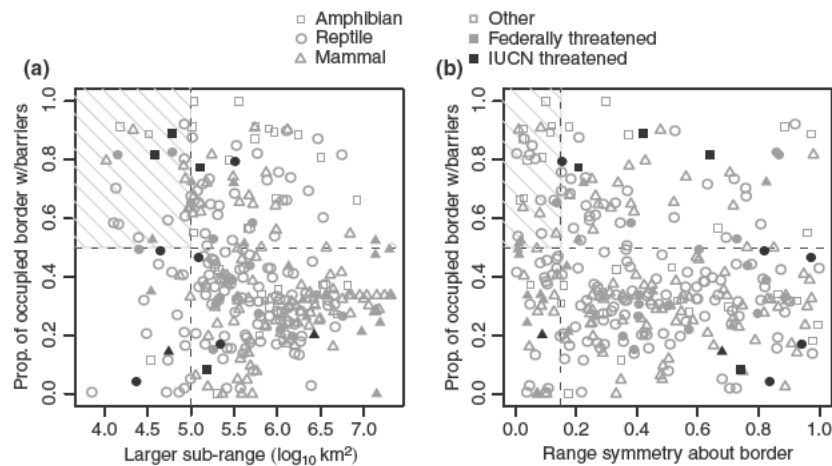 Amphibian
Reptile
Mammal
Other
Federally threatened
IUCN threatened
(a)
(b)
Prop. of occupied border w/barriers
1.0
0.8
0.6
0.4
0.2
0.0
4.0 4.5 5.0 5.5 6.0 6.5 7.0
Larger sub-range (log10 km2)
Prop. of occupied border w/barriers
1.0
0.8
0.6
0.4
0.2
0.0
0.0 0.2 0.4 0.6 0.8 1.0
Range symmetry about border